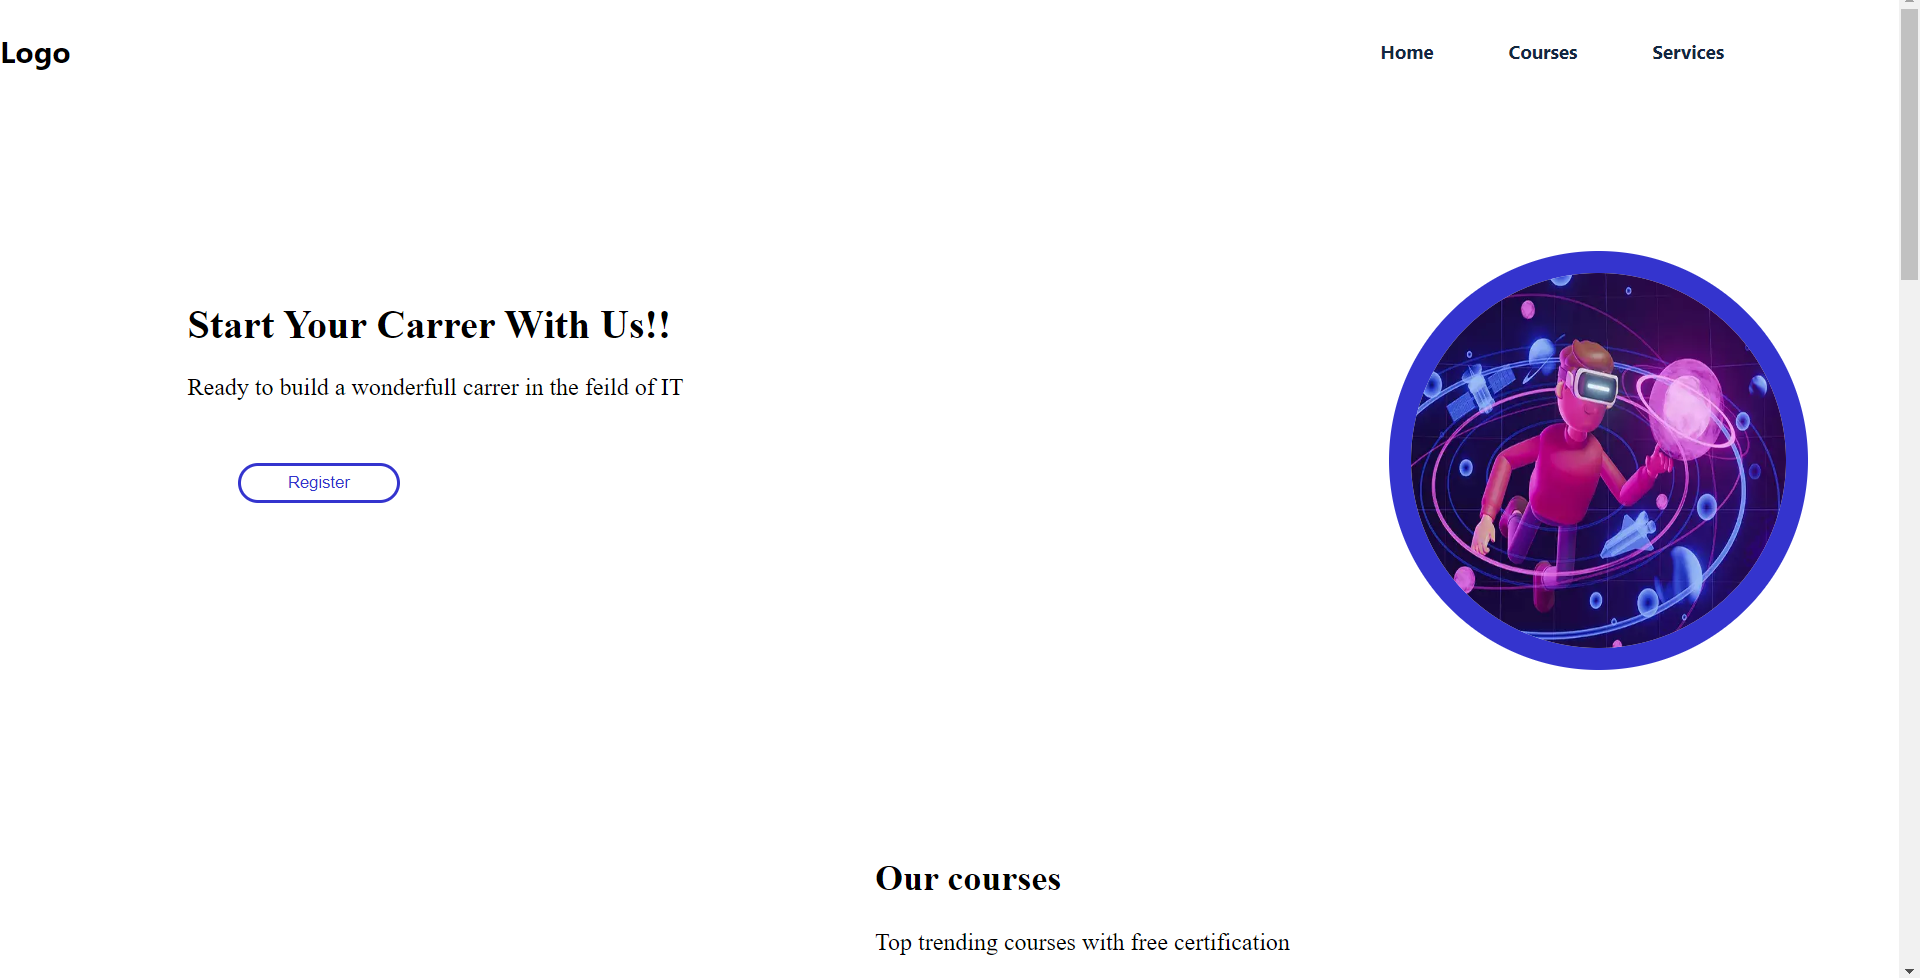 Logo
Home
Courses
Services
Start Your Carrer With Us!!
Ready to build a wonderfull carrer in the feild of IT
Register
Our courses
Top trending courses with free certification